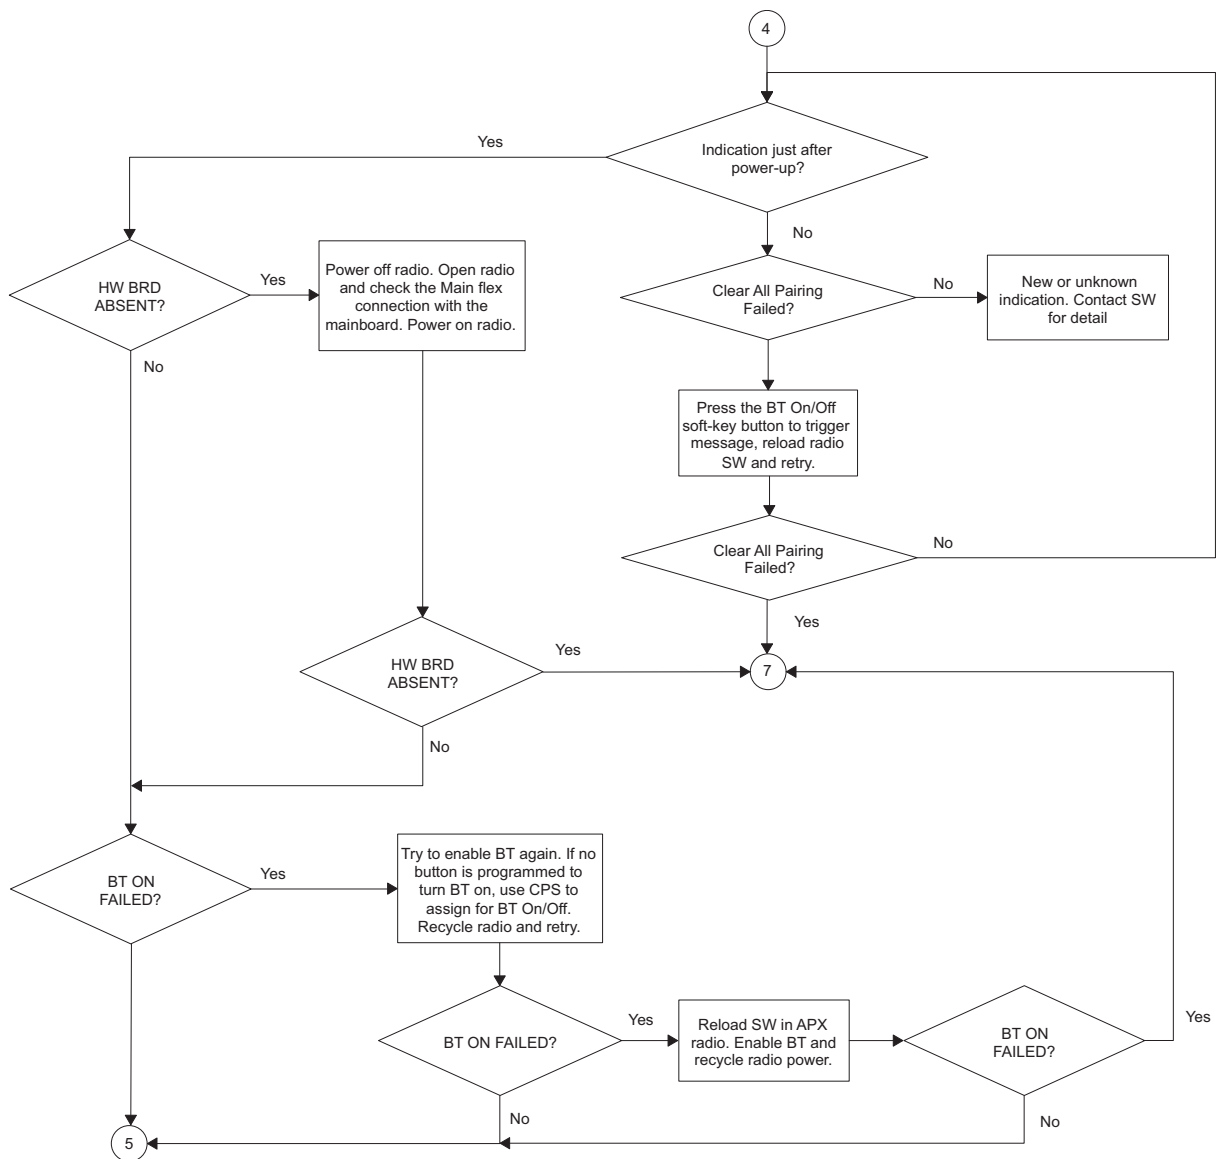 4
Indication just after
power-up?
Yes
No
HW BRD
ABSENT?
Yes
No
Power off radio. Open radio
and check the Main flex
connection with the
mainboard. Power on radio.
Clear All Pairing
Failed?
No
New or unknown
indication. Contact SW
for detail
Press the BT On/Off
soft-key button to trigger
message, reload radio
SW and retry.
Clear All Pairing
Failed?
No
Yes
HW BRD
ABSENT?
Yes
No
7
BT ON
FAILED?
Yes
Try to enable BT again. If no
button is programmed to
turn BT on, use CPS to
assign for BT On/Off.
Recycle radio and retry.
BT ON FAILED?
Yes
No
Reload SW in APX
radio. Enable BT and
recycle radio power.
BT ON
FAILED?
Yes
No
5